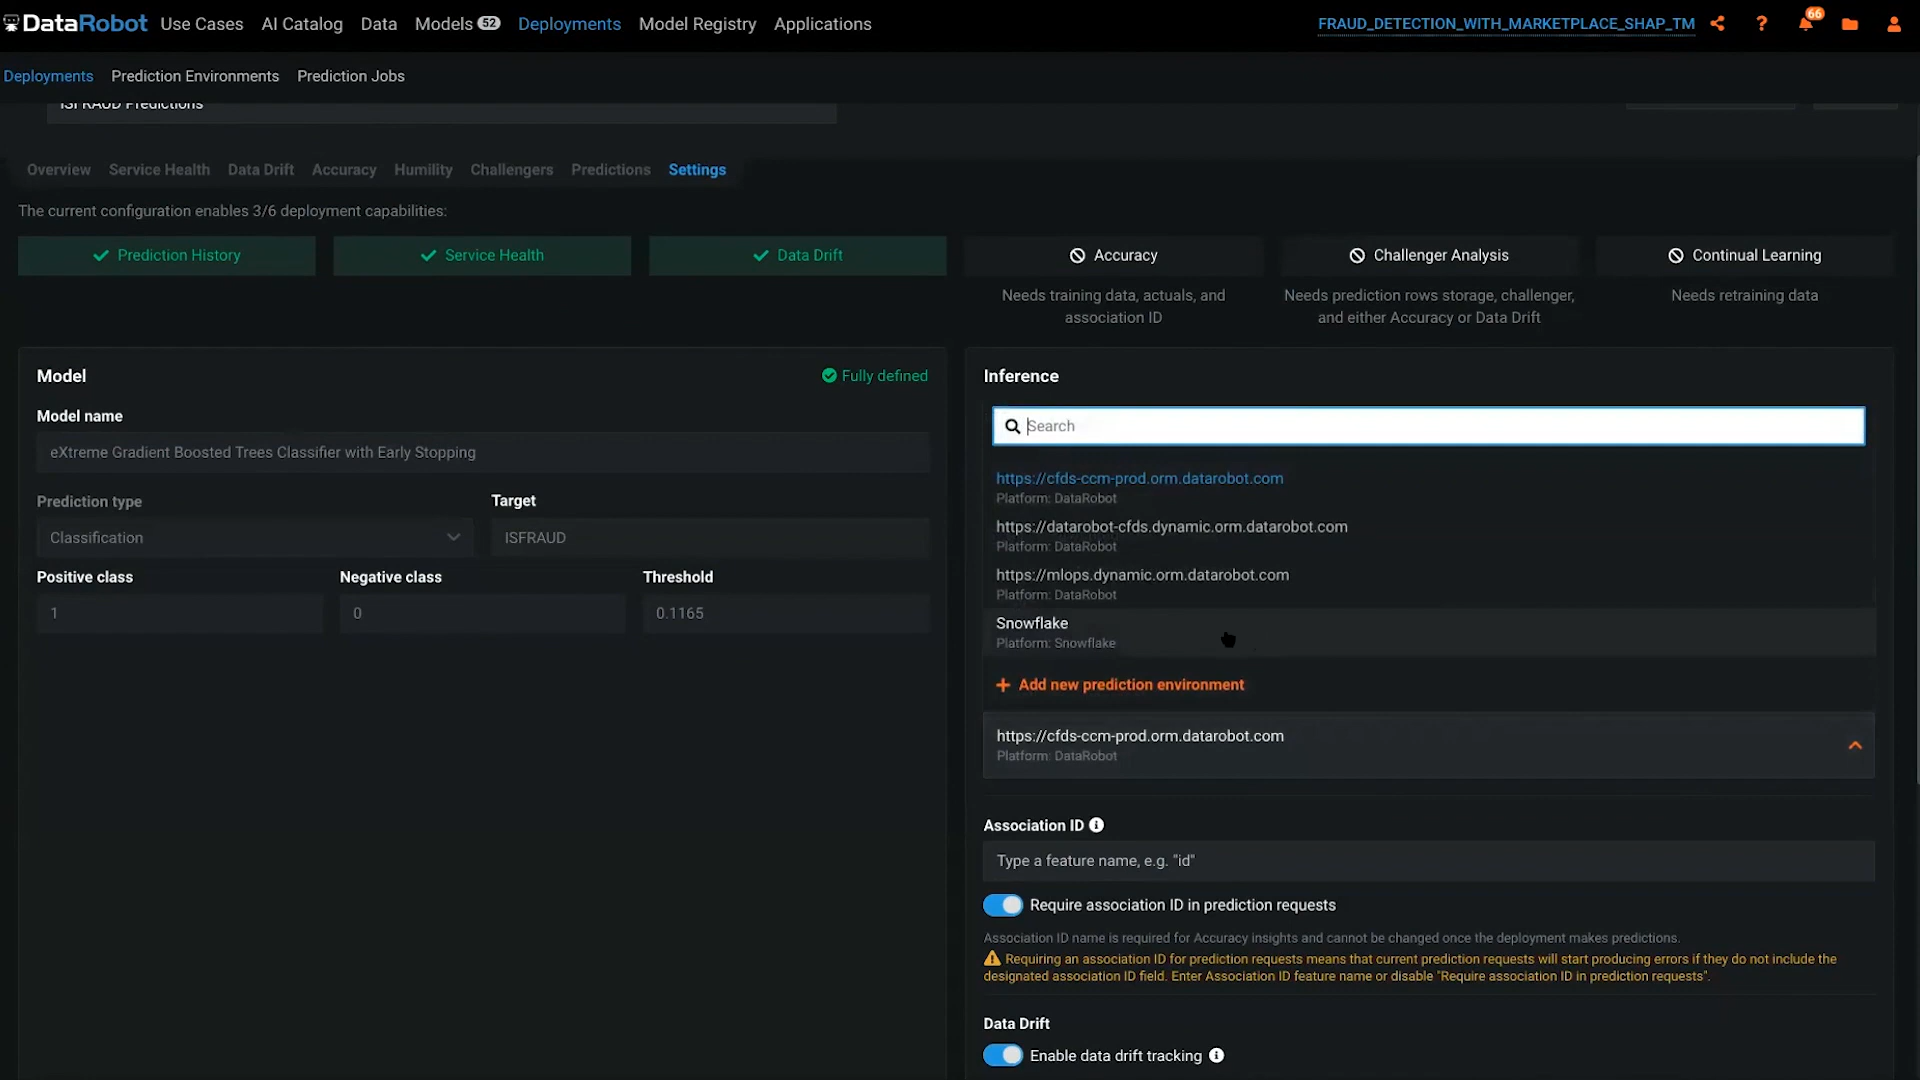 DataRobot Use Cases AI Catalog Data Models 52 Deployments Model Registry Applications FRAUD_DETECTION_WITH_MARKETPLACE_SHAP_TM ? 66
Deployments Prediction Environments Prediction Jobs
ISFRAUD Predictions
Overview Service Health Data Drift Accuracy Humility Challengers Predictions Settings
The current configuration enables 3/6 deployment capabilities:
Prediction History Service Health Data Drift Accuracy Challenger Analysis Continual Learning
Needs training data, actuals, and
association ID
Needs prediction rows storage, challenger,
and either Accuracy or Data Drift
Needs retraining data
Model Fully defined
Model name
eXtreme Gradient Boosted Trees Classifier with Early Stopping
Prediction type Target
Classification ISFRAUD
Positive class Negative class Threshold
1 0 0.1165
Inference
Search
https://cfds-ccm-prod.orm.datarobot.com
Platform: DataRobot
https://datarobot-cfds.dynamic.orm.datarobot.com
Platform: DataRobot
https://mlops.dynamic.orm.datarobot.com
Platform: DataRobot
Snowflake
Platform: Snowflake
+ Add new prediction environment
https://cfds-ccm-prod.orm.datarobot.com
Platform: DataRobot
Association ID
Type a feature name, e.g. "id"
Require association ID in prediction requests
Association ID name is required for Accuracy insights and cannot be changed once the deployment makes predictions.
Requiring an association ID for prediction requests means that current prediction requests will start producing errors if they do not include the
designated association ID field. Enter Association ID feature name or disable "Require association ID in prediction requests".
Data Drift
Enable data drift tracking